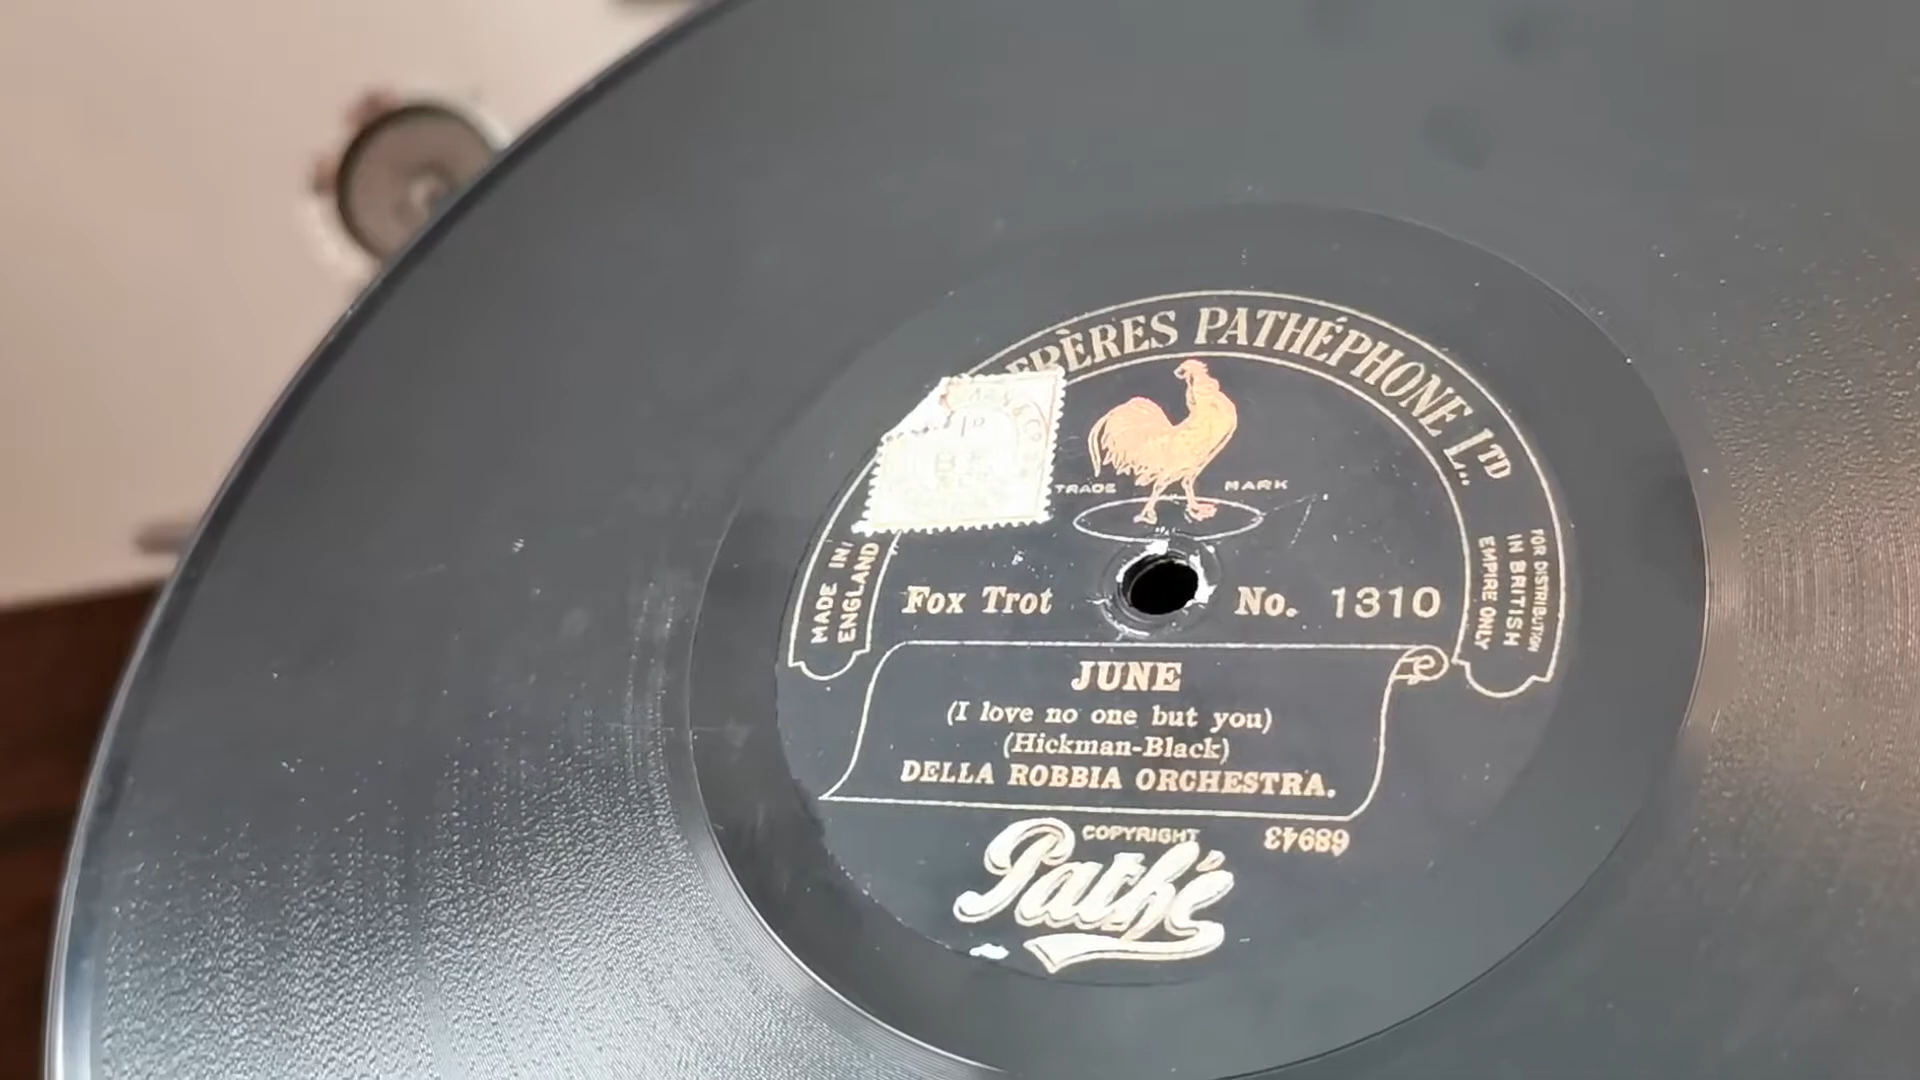 FRÈRES PATHÉPHONE LTD
TRADE MARK
MADE IN
ENGLAND
FOR DISTRIBUTION
IN BRITISH
EMPIRE ONLY
Fox Trot No. 1310
JUNE
(I love no one but you)
(Hickman-Black)
DELLA ROBBIA ORCHESTRA.
COPYRIGHT
68943
Pathé